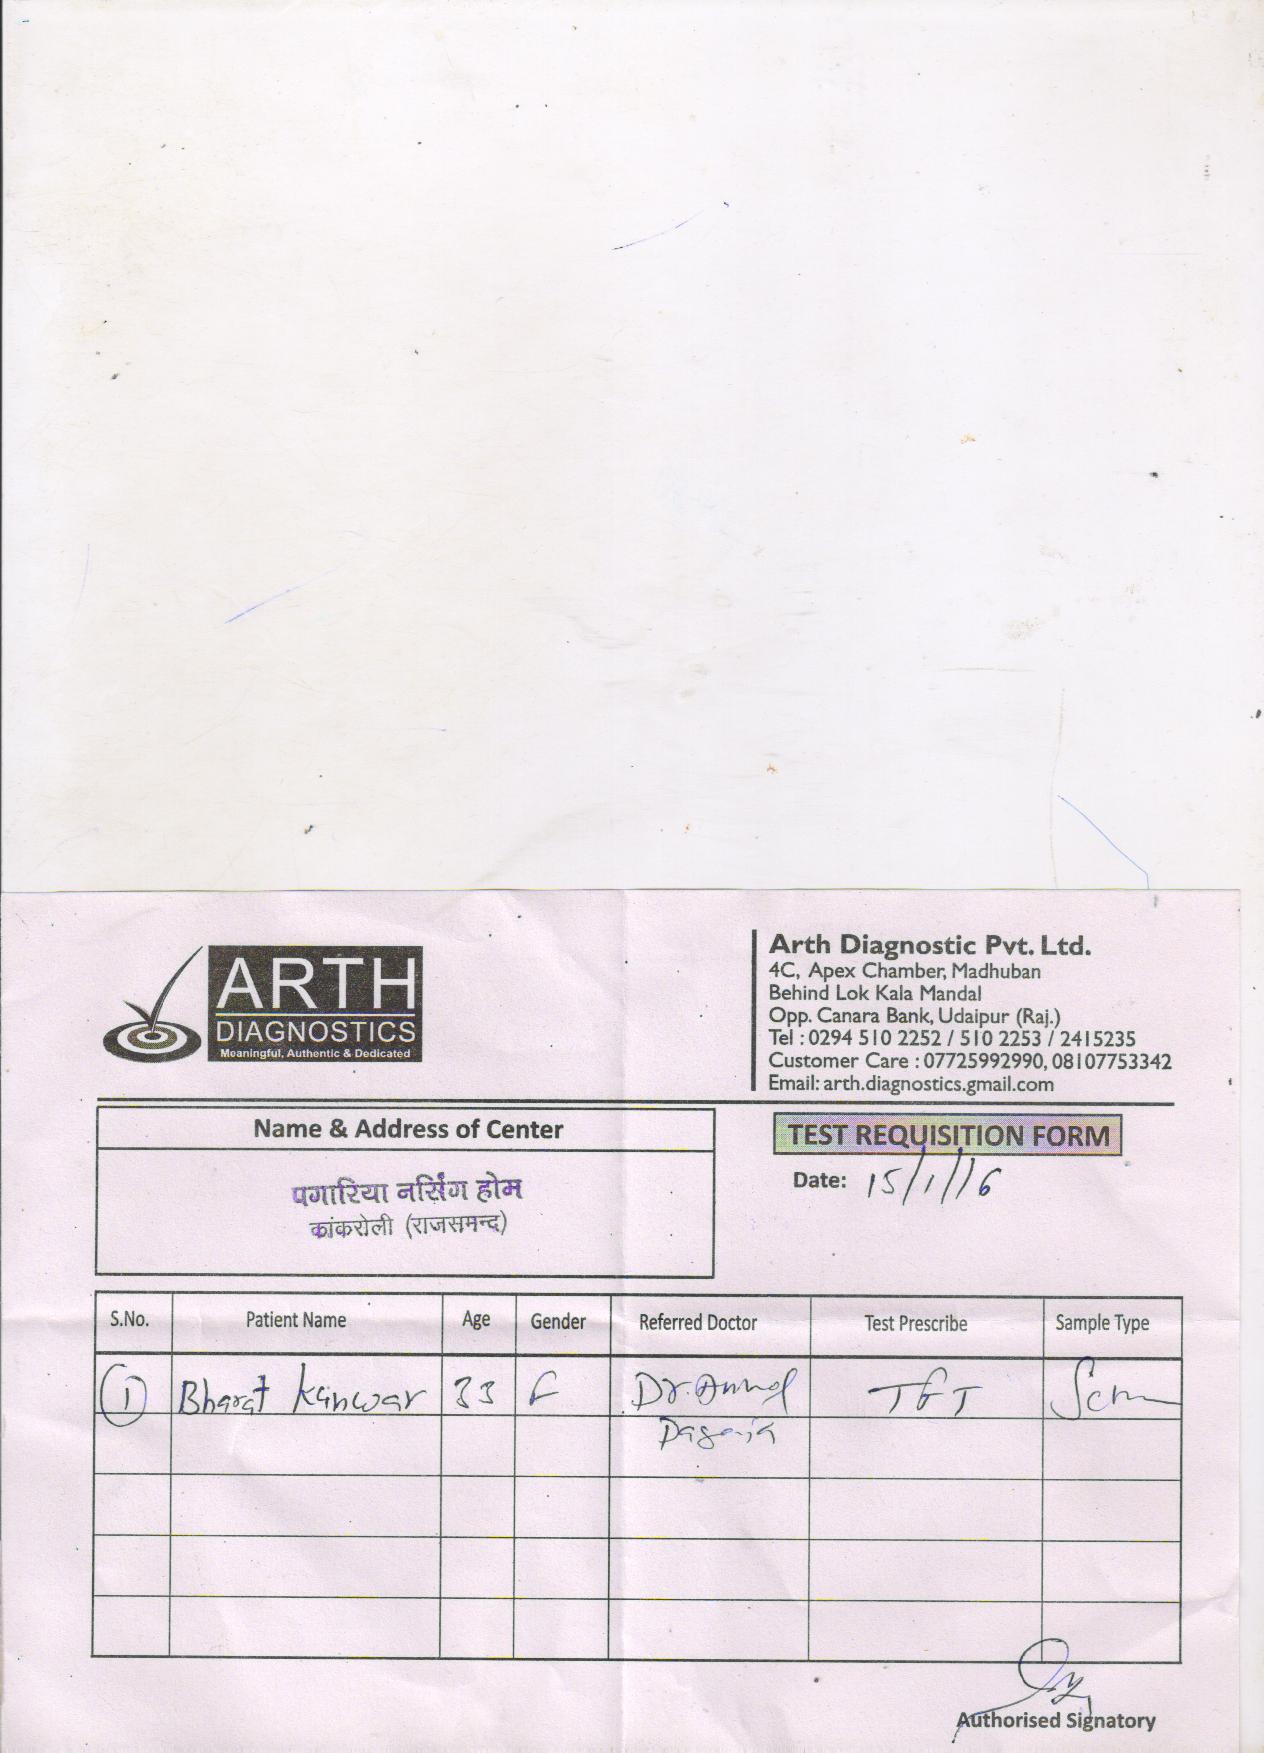 ARTH
DIAGNOSTICS
Meaningful, Authentic & Dedicated
Arth Diagnostic Pvt. Ltd.
4C, Apex Chamber, Madhuban
Behind Lok Kala Mandal
Opp. Canara Bank, Udaipur (Raj.)
Tel : 0294 510 2252 / 510 2253 / 2415235
Customer Care : 07725992990, 08107753342
Email: arth.diagnostics.gmail.com
Name & Address of Center
पगारिया नर्सिंग होम
कांकरोली (राजसमन्द)
TEST REQUISITION FORM
Date: 15/1/16
S.No. Patient Name Age Gender Referred Doctor Test Prescribe Sample Type
1 Bharat Kanwar 33 F Dr. TFT
Authorised Signatory